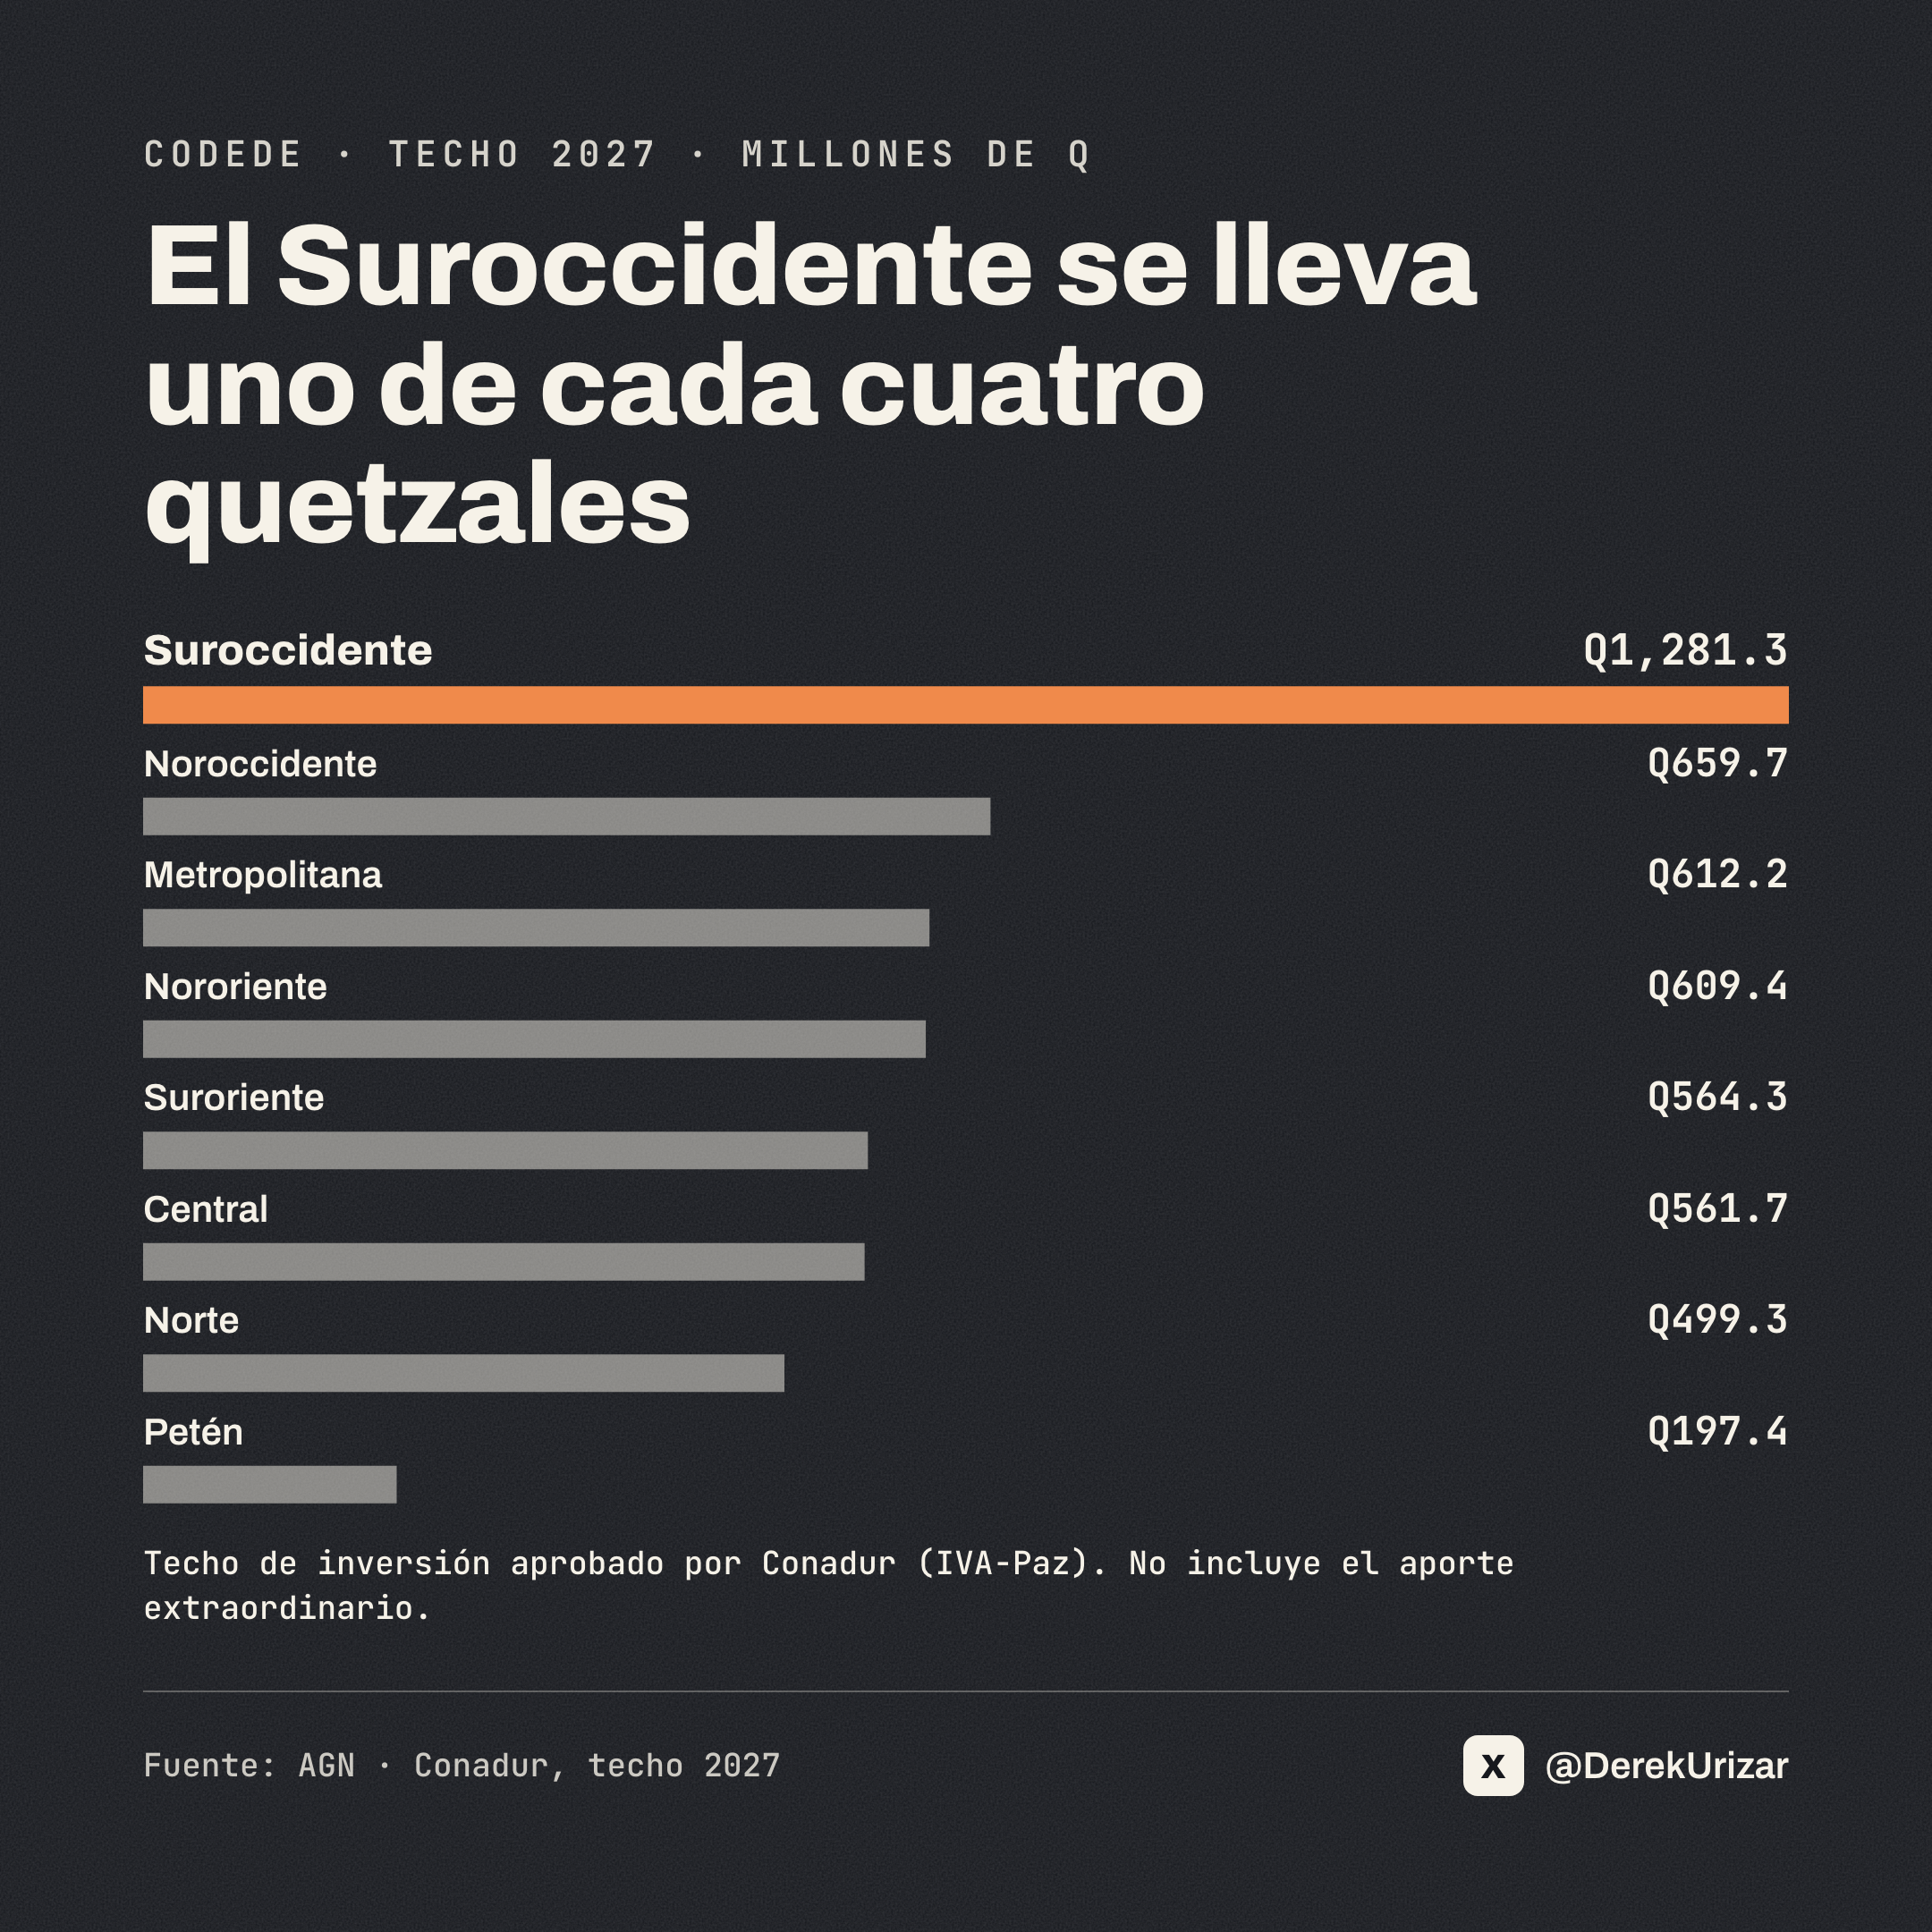 CODEDE · TECHO 2027 · MILLONES DE Q
El Suroccidente se lleva
uno de cada cuatro
quetzales
Suroccidente Q1,281.3
Noroccidente Q659.7
Metropolitana Q612.2
Nororiente Q609.4
Suroriente Q564.3
Central Q561.7
Norte Q499.3
Petén Q197.4
Techo de inversión aprobado por Conadur (IVA-Paz). No incluye el aporte
extraordinario.
Fuente: AGN · Conadur, techo 2027 X @DerekUrizar